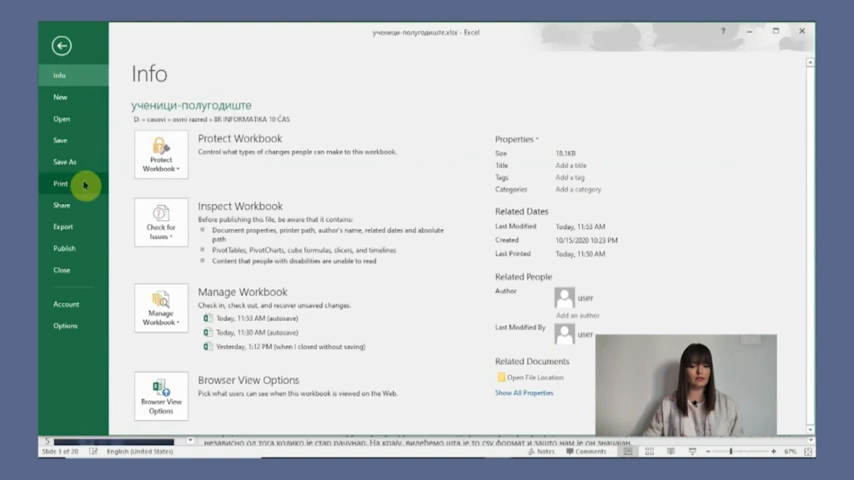 ученици-полугодиште.xlsx - Excel
?
Info
New
Open
Save
Save As
Print
Share
Export
Publish
Close
Account
Options
Info
ученици-полугодиште
D: » casovi » osmi razred » 8R INFORMATIKA 10 ČAS
Protect Workbook
Protect Workbook
Control what types of changes people can make to this workbook.
Check for Issues
Inspect Workbook
Before publishing this file, be aware that it contains:
Document properties, printer path, author's name, related dates and absolute path
PivotTables, PivotCharts, cube formulas, slicers, and timelines
Content that people with disabilities are unable to read
Manage Workbook
Manage Workbook
Check in, check out, and recover unsaved changes.
Today, 11:53 AM (autosave)
Today, 11:30 AM (autosave)
Yesterday, 1:12 PM (when I closed without saving)
Browser View Options
Browser View Options
Pick what users can see when this workbook is viewed on the Web.
Properties
Size 18,1KB
Title Add a title
Tags Add a tag
Categories Add a category
Related Dates
Last Modified Today, 11:53 AM
Created 10/15/2020 10:23 PM
Last Printed Today, 11:50 AM
Related People
Author user
Add an author
Last Modified By user
Related Documents
Open File Location
Show All Properties
5
независно од тога колико је стар рачунар. На крају, видећемо шта је то csv формат и зашто нам је он значајан.
Slide 5 of 20 English (United States) Notes Comments 67%